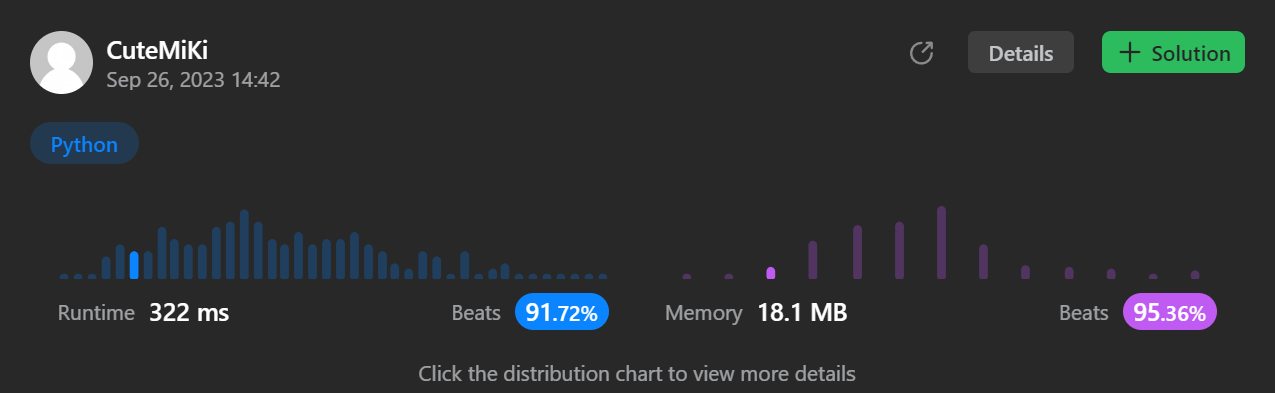 CuteMiKi
Sep 26, 2023 14:42
Details
+ Solution
Python
Runtime 322 ms
Beats 91.72%
Memory 18.1 MB
Beats 95.36%
Click the distribution chart to view more details